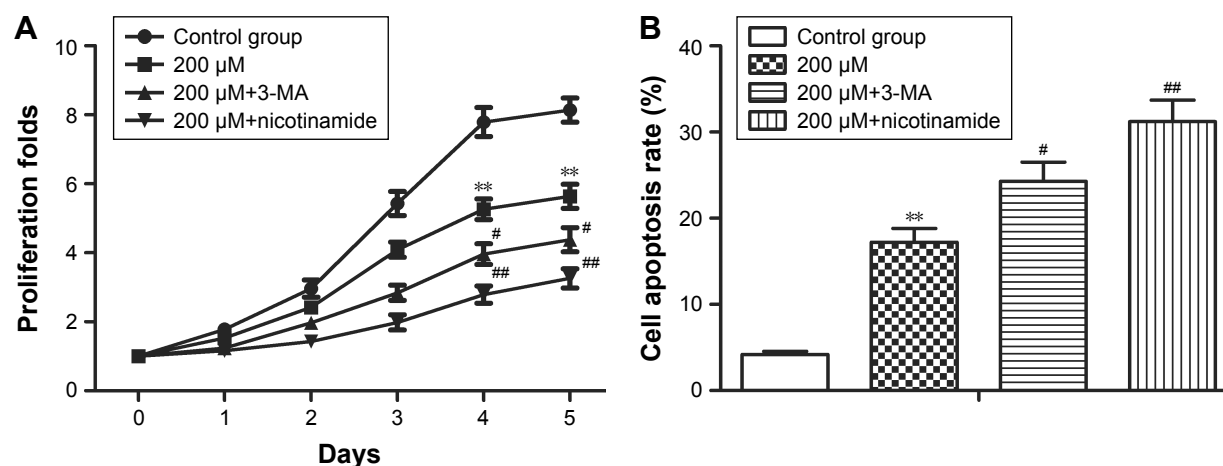 A
Control group
200 μM
200 μM+3-MA
200 μM+nicotinamide
Proliferation folds
10
8
6
4
2
0
**
**
#
#
##
##
0 1 2 3 4 5
Days
B
Control group
200 μM
200 μM+3-MA
200 μM+nicotinamide
Cell apoptosis rate (%)
40
30
20
10
0
**
#
##